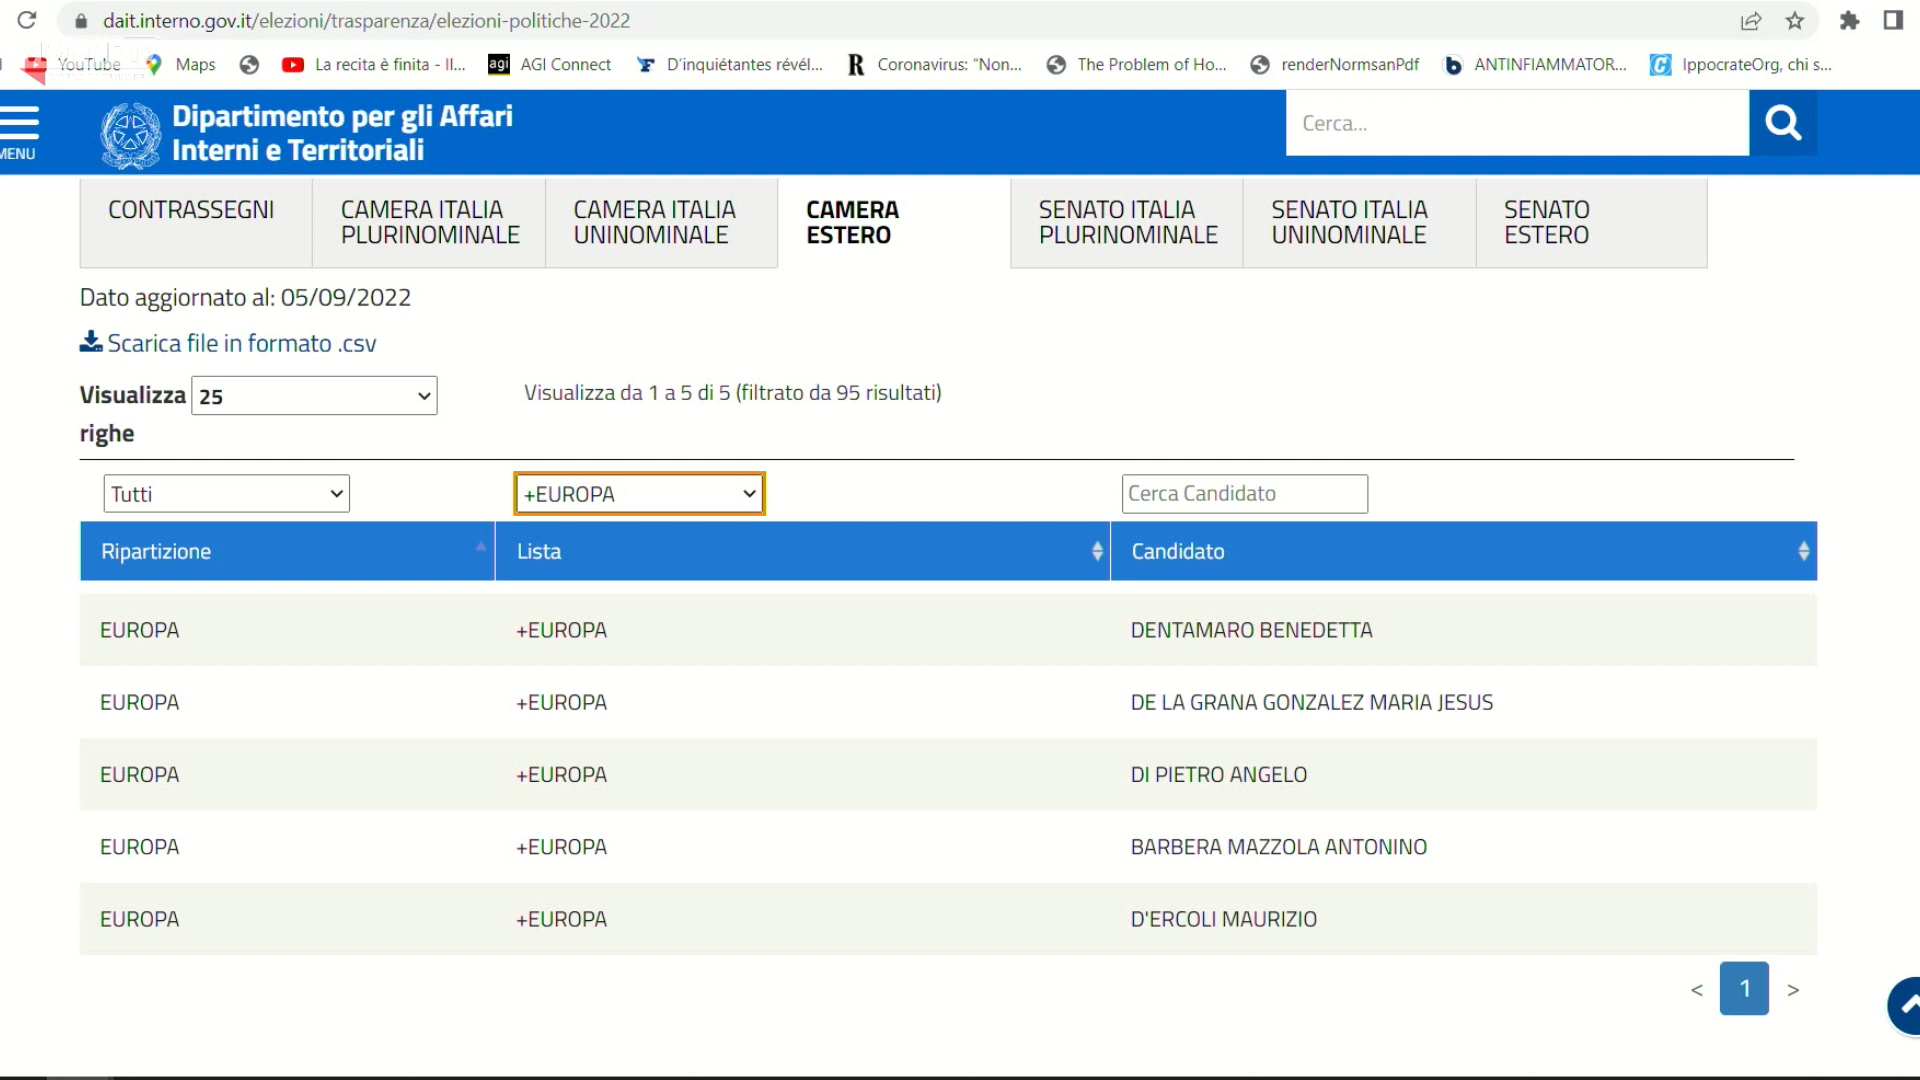 dait.interno.gov.it/elezioni/trasparenza/elezioni-politiche-2022
YouTube Maps La recita è finita - Il... AGI Connect D'inquiétantes révél... Coronavirus: "Non... The Problem of Ho... renderNormsanPdf ANTINFIAMMATOR... IppocrateOrg, chi s...
MENU
Dipartimento per gli Affari
Interni e Territoriali
Cerca...
CONTRASSEGNI
CAMERA ITALIA
PLURINOMINALE
CAMERA ITALIA
UNINOMINALE
CAMERA
ESTERO
SENATO ITALIA
PLURINOMINALE
SENATO ITALIA
UNINOMINALE
SENATO
ESTERO
Dato aggiornato al: 05/09/2022
Scarica file in formato .csv
Visualizza 25
righe
Visualizza da 1 a 5 di 5 (filtrato da 95 risultati)
Tutti +EUROPA Cerca Candidato
Ripartizione Lista Candidato
EUROPA +EUROPA DENTAMARO BENEDETTA
EUROPA +EUROPA DE LA GRANA GONZALEZ MARIA JESUS
EUROPA +EUROPA DI PIETRO ANGELO
EUROPA +EUROPA BARBERA MAZZOLA ANTONINO
EUROPA +EUROPA D'ERCOLI MAURIZIO
< 1 >